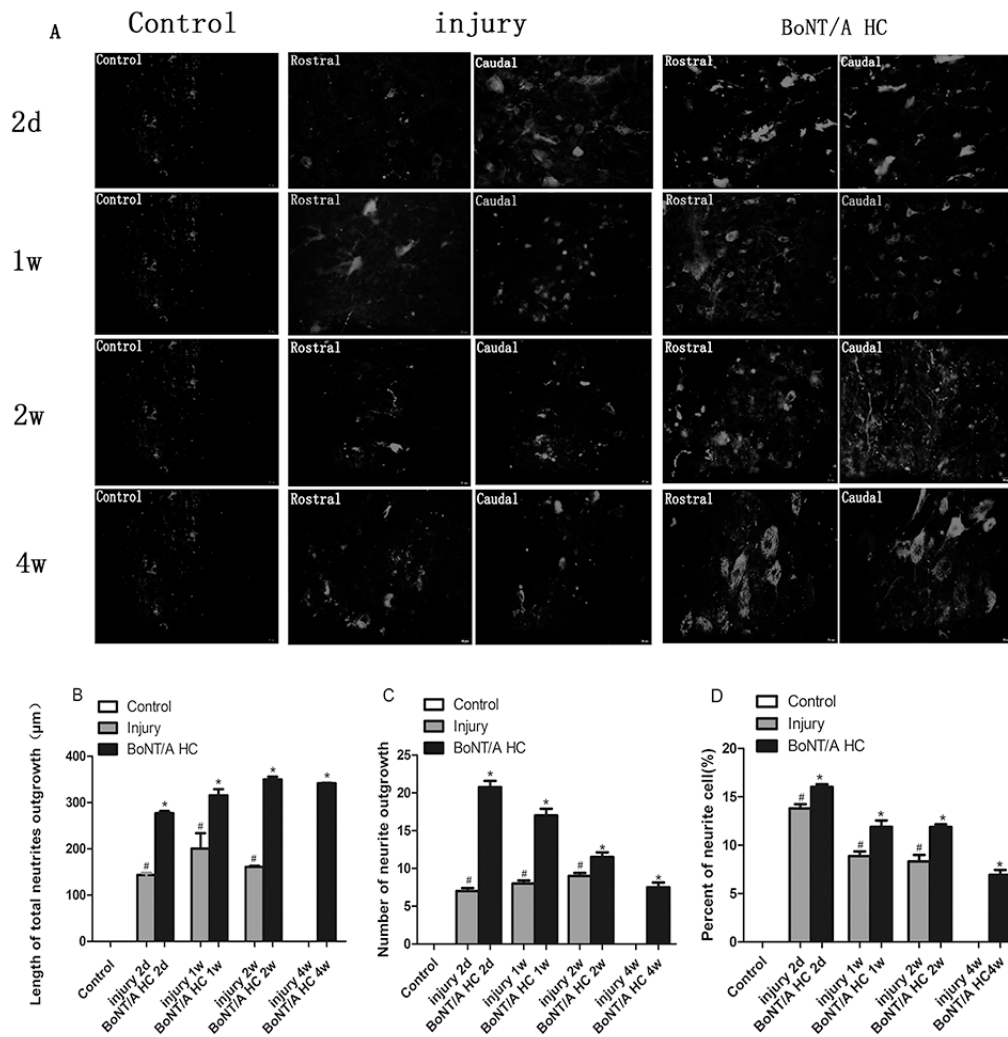 A
Control
injury
BoNT/A HC
2d
Control
Rostral
Caudal
Rostral
Caudal
1w
Control
Rostral
Caudal
Rostral
Caudal
2w
Control
Rostral
Caudal
Rostral
Caudal
4w
Control
Rostral
Caudal
Rostral
Caudal
B
Control
Injury
BoNT/A HC
Length of total neutrites outgrowth (μm)
400
300
200
100
0
#
*
#
*
#
*
*
Control
injury 2d
BoNT/A HC 2d
injury 1w
BoNT/A HC 1w
injury 2w
BoNT/A HC 2w
injury 4w
BoNT/A HC 4w
C
Control
Injury
BoNT/A HC
Number of neurite outgrowth
25
20
15
10
5
0
#
*
#
*
#
*
*
Control
injury 2d
BoNT/A HC 2d
injury 1w
BoNT/A HC 1w
injury 2w
BoNT/A HC 2w
injury 4w
BoNT/A HC 4w
D
Control
Injury
BoNT/A HC
Percent of neurite cell(%)
20
15
10
5
0
#
*
#
*
#
*
*
Control
injury 2d
BoNT/A HC 2d
injury 1w
BoNT/A HC 1w
injury 2w
BoNT/A HC 2w
injury 4w
BoNT/A HC4w